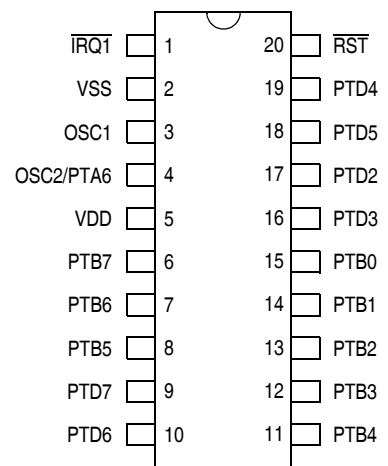 IRQ1 1 20 RST
VSS 2 19 PTD4
OSC1 3 18 PTD5
OSC2/PTA6 4 17 PTD2
VDD 5 16 PTD3
PTB7 6 15 PTB0
PTB6 7 14 PTB1
PTB5 8 13 PTB2
PTD7 9 12 PTB3
PTD6 10 11 PTB4